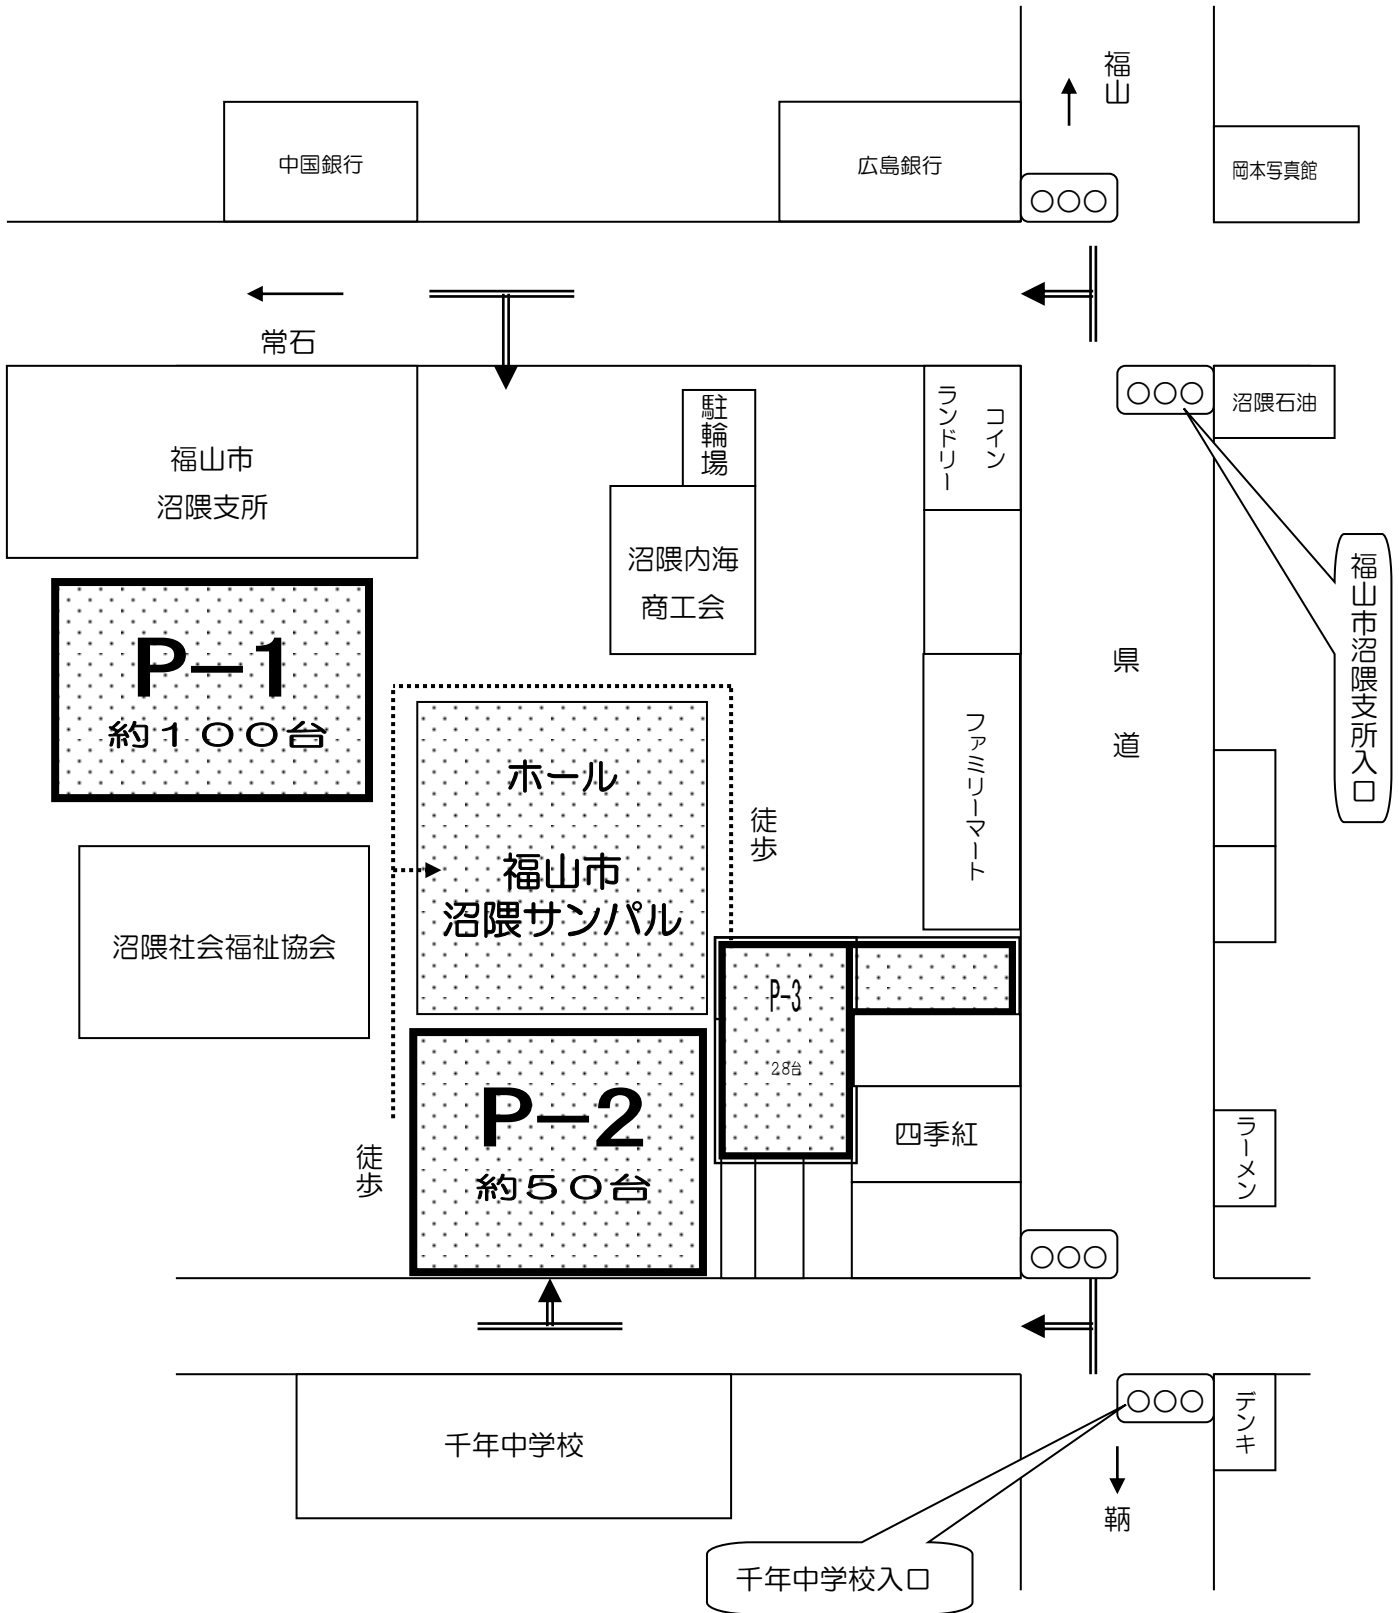 福山
中国銀行
広島銀行
岡本写真館
常石
沼隈石油
コイン
ランドリー
駐輪場
福山市
沼隈支所
沼隈内海
商工会
福山市沼隈支所入口
P-1
約100台
県道
ファミリーマート
ホール
福山市
沼隈サンパル
徒歩
沼隈社会福祉協会
P-3
28台
P-2
約50台
四季紅
ラーメン
徒歩
千年中学校
デンキ
鞆
千年中学校入口